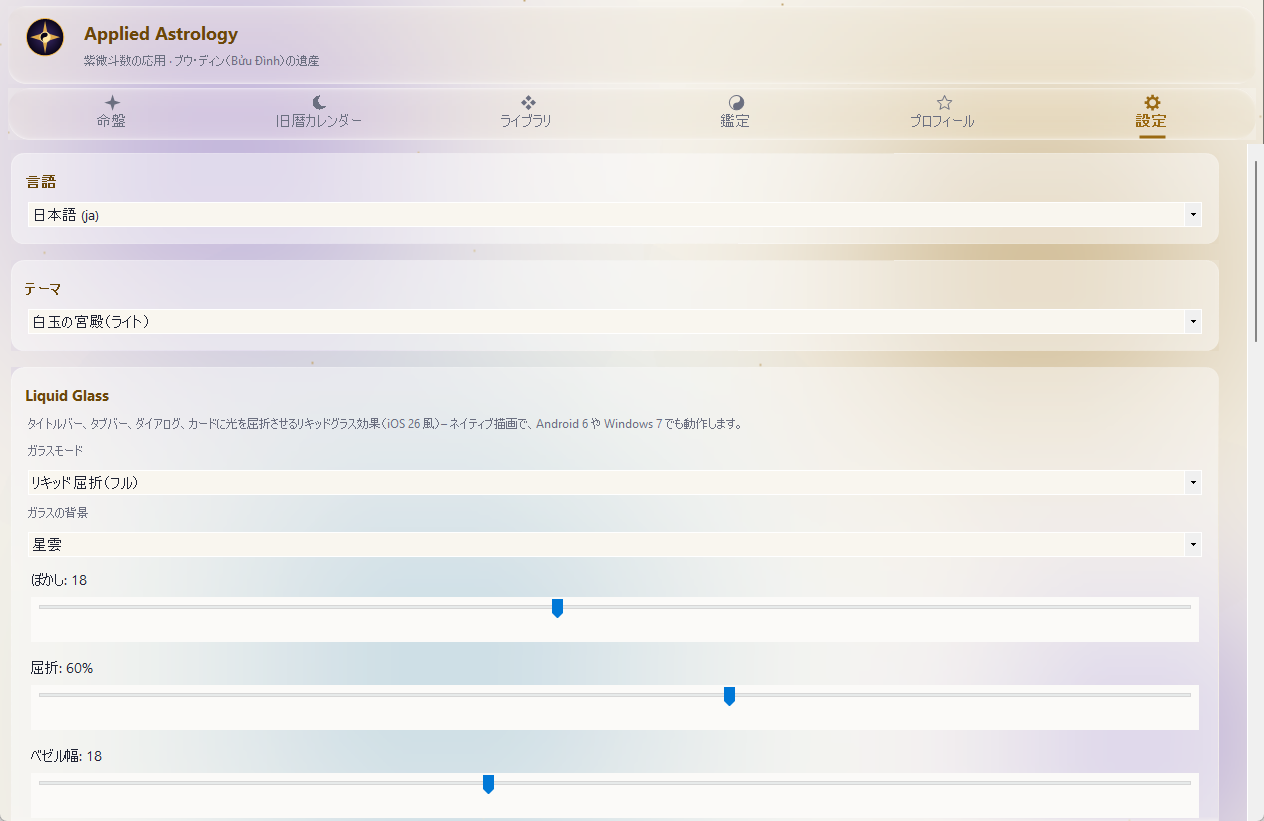 Applied Astrology
紫微斗数の応用 · ブウ・ディン（Bửu Đình）の遺産
命盤
旧暦カレンダー
ライブラリ
鑑定
プロフィール
設定
言語
日本語 (ja)
テーマ
白玉の宮殿（ライト）
Liquid Glass
タイトルバー、タブバー、ダイアログ、カードに光を屈折させるリキッドグラス効果（iOS 26 風）– ネイティブ描画で、Android 6 や Windows 7 でも動作します。
ガラスモード
リキッド屈折（フル）
ガラスの背景
星雲
ぼかし: 18
屈折: 60%
ベゼル幅: 18